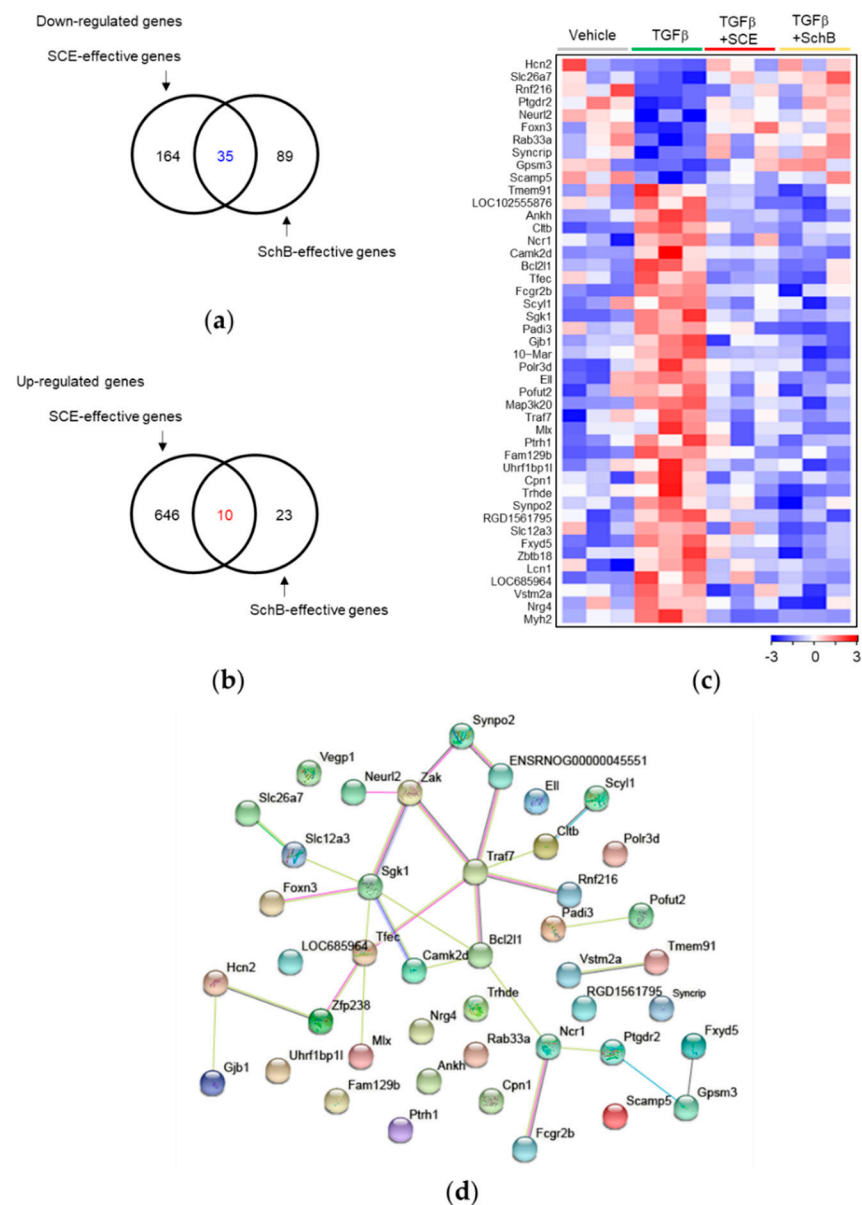 Down-regulated genes
SCE-effective genes
164 35 89
SchB-effective genes
(a)
Up-regulated genes
SCE-effective genes
646 10 23
SchB-effective genes
(b)
Vehicle TGFβ TGFβ +SCE TGFβ +SchB
Hcn2
Slc26a7
Rnf216
Ptgdr2
Neurl2
Foxn3
Rab33a
Syncrip
Gpsm3
Scamp5
Tmem91
LOC102555876
Ankh
Cltb
Ncr1
Camk2d
Bcl2l1
Tfec
Fcgr2b
Scyl1
Sgk1
Padi3
Gjb1
10−Mar
Polr3d
Ell
Pofut2
Map3k20
Traf7
Mlx
Ptrh1
Fam129b
Uhrf1bp1l
Cpn1
Trhde
Synpo2
RGD1561795
Slc12a3
Fxyd5
Zbtb18
Lcn1
LOC685964
Vstm2a
Nrg4
Myh2
-3 0 3
(c)
Synpo2
Vegp1
ENSRNOG00000045551
Neurl2
Zak
Ell
Scyl1
Slc26a7
Slc12a3
Cltb
Polr3d
Traf7
Sgk1
Rnf216
Foxn3
Padi3
Pofut2
Tfec
Bcl2l1
LOC685964
Camk2d
Vstm2a
Tmem91
Hcn2
Zfp238
Trhde
RGD1561795
Syncrip
Nrg4
Ncr1
Ptgdr2
Fxyd5
Mlx
Rab33a
Gjb1
Uhrf1bp1l
Ankh
Gpsm3
Fam129b
Cpn1
Scamp5
Ptrh1
Fcgr2b
(d)